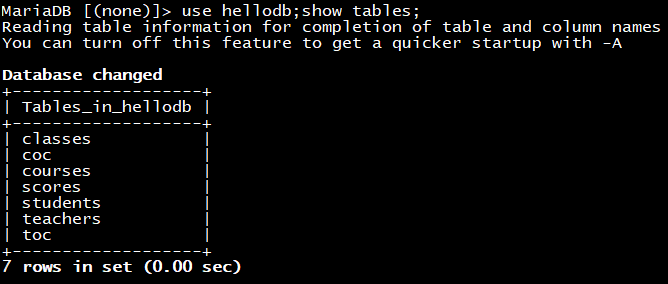 MariaDB [(none)]> use hellodb;show tables;
Reading table information for completion of table and column names
You can turn off this feature to get a quicker startup with -A

Database changed
+-------------------+
| Tables_in_hellodb |
+-------------------+
| classes           |
| coc               |
| courses           |
| scores            |
| students          |
| teachers          |
| toc               |
+-------------------+
7 rows in set (0.00 sec)